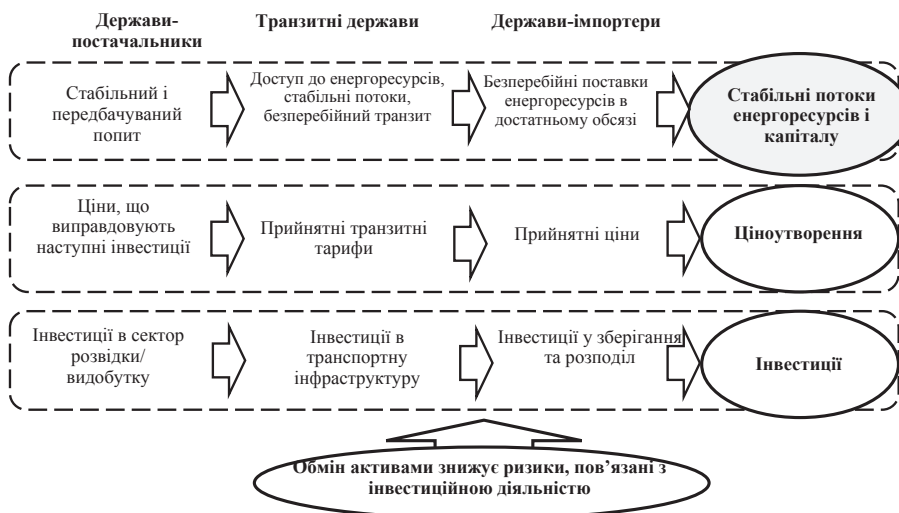 Держави-
постачальники
Транзитні держави
Держави-імпортери
Стабільний і
передбачуваний
попит
Доступ до енергоресурсів,
стабільні потоки,
безперебійний транзит
Безперебійні поставки
енергоресурсів в
достатньому обсязі
Стабільні потоки
енергоресурсів і
капіталу
Ціни, що
виправдовують
наступні інвестиції
Прийнятні транзитні
тарифи
Прийнятні ціни
Ціноутворення
Інвестиції в сектор
розвідки/
видобутку
Інвестиції в
транспортну
інфраструктуру
Інвестиції у зберігання
та розподіл
Інвестиції
Обмін активами знижує ризики, пов’язані з
інвестиційною діяльністю